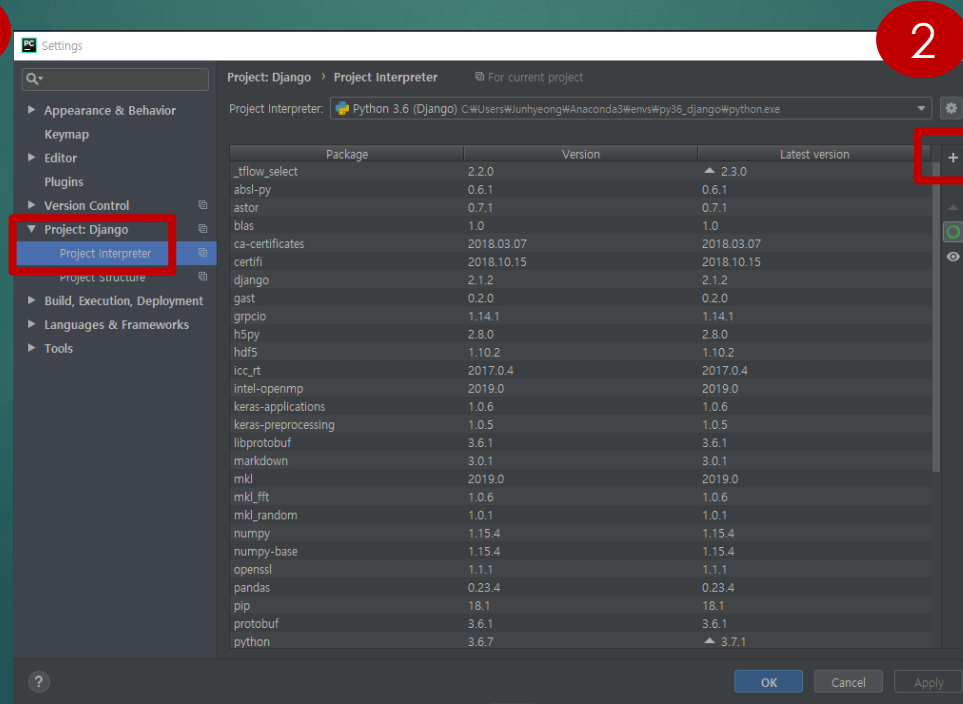 2
PC Settings
Project: Django › Project Interpreter For current project
Project Interpreter: Python 3.6 (Django) C:₩Users₩Junhyeong₩Anaconda3₩envs₩py36_django₩python.exe
Appearance & Behavior
Keymap
Editor
Plugins
Version Control
Project: Django
Project Interpreter
Project Structure
Build, Execution, Deployment
Languages & Frameworks
Tools
Package Version Latest version
_tflow_select 2.2.0 2.3.0
absl-py 0.6.1 0.6.1
astor 0.7.1 0.7.1
blas 1.0 1.0
ca-certificates 2018.03.07 2018.03.07
certifi 2018.10.15 2018.10.15
django 2.1.2 2.1.2
gast 0.2.0 0.2.0
grpcio 1.14.1 1.14.1
h5py 2.8.0 2.8.0
hdf5 1.10.2 1.10.2
icc_rt 2017.0.4 2017.0.4
intel-openmp 2019.0 2019.0
keras-applications 1.0.6 1.0.6
keras-preprocessing 1.0.5 1.0.5
libprotobuf 3.6.1 3.6.1
markdown 3.0.1 3.0.1
mkl 2019.0 2019.0
mkl_fft 1.0.6 1.0.6
mkl_random 1.0.1 1.0.1
numpy 1.15.4 1.15.4
numpy-base 1.15.4 1.15.4
openssl 1.1.1 1.1.1
pandas 0.23.4 0.23.4
pip 18.1 18.1
protobuf 3.6.1 3.6.1
python 3.6.7 3.7.1
? OK Cancel Apply